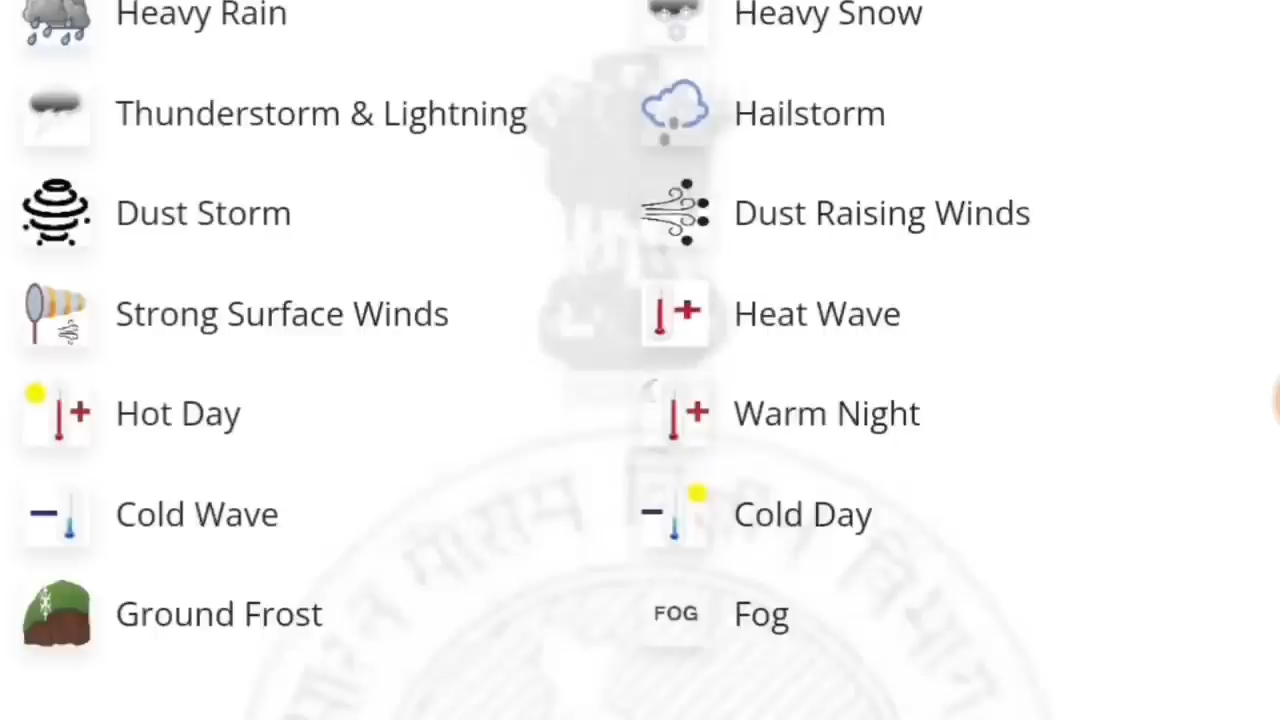 Heavy Rain
Heavy Snow
Thunderstorm & Lightning
Hailstorm
Dust Storm
Dust Raising Winds
Strong Surface Winds
Heat Wave
Hot Day
Warm Night
Cold Wave
Cold Day
Ground Frost
FOG Fog